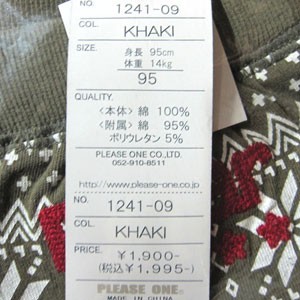 NO. 1241-09
COL. KHAKI
SIZE. 身長 95cm
体重 14kg
95
QUALITY.
<本体> 綿 100%
<附属> 綿 95%
ポリウレタン 5%
PLEASE ONE CO.,LTD.
052-910-6511
http://www.please-one.co.jp
NO. 1241-09
COL. KHAKI
PRICE. ¥1,900-
(税込¥1,995-)
PLEASE ONE.
MADE IN CHINA